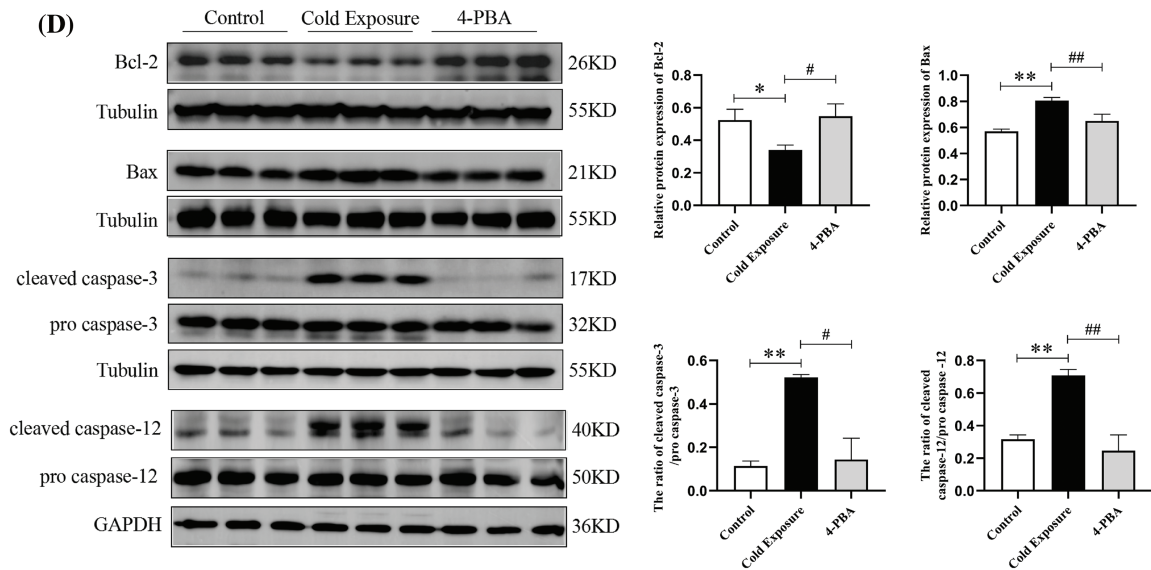 (D)
Control Cold Exposure 4-PBA
Bcl-2 26KD
Tubulin 55KD
Bax 21KD
Tubulin 55KD
cleaved caspase-3 17KD
pro caspase-3 32KD
Tubulin 55KD
cleaved caspase-12 40KD
pro caspase-12 50KD
GAPDH 36KD
Relative protein expression of Bcl-2
0.8
0.6
0.4
0.2
0.0
* #
Control
Cold Exposure
4-PBA
Relative protein expression of Bax
1.0
0.8
0.6
0.4
0.2
0.0
** ##
Control
Cold Exposure
4-PBA
The ratio of cleaved caspase-3
/pro caspase-3
0.6
0.4
0.2
0.0
** #
Control
Cold Exposure
4-PBA
The ratio of cleaved
caspase-12/pro caspase -12
0.8
0.6
0.4
0.2
0.0
** ##
Control
Cold Exposure
4-PBA